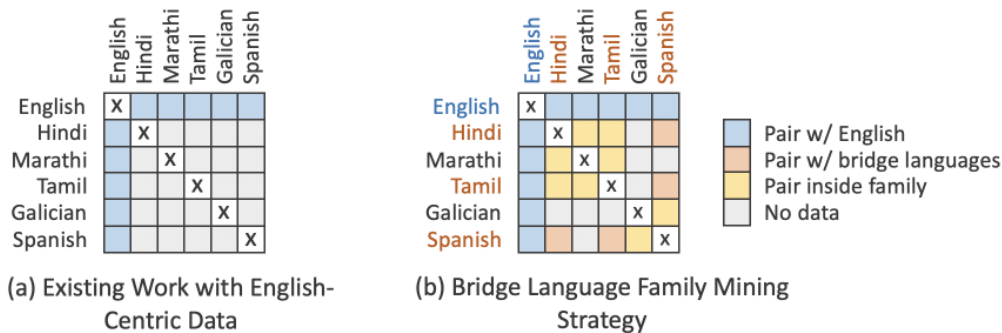 English
Hindi
Marathi
Tamil
Galician
Spanish
English X
Hindi X
Marathi X
Tamil X
Galician X
Spanish X
(a) Existing Work with English-
Centric Data
English
Hindi
Marathi
Tamil
Galician
Spanish
English X
Hindi X
Marathi X
Tamil X
Galician X
Spanish X
(b) Bridge Language Family Mining
Strategy
Pair w/ English
Pair w/ bridge languages
Pair inside family
No data